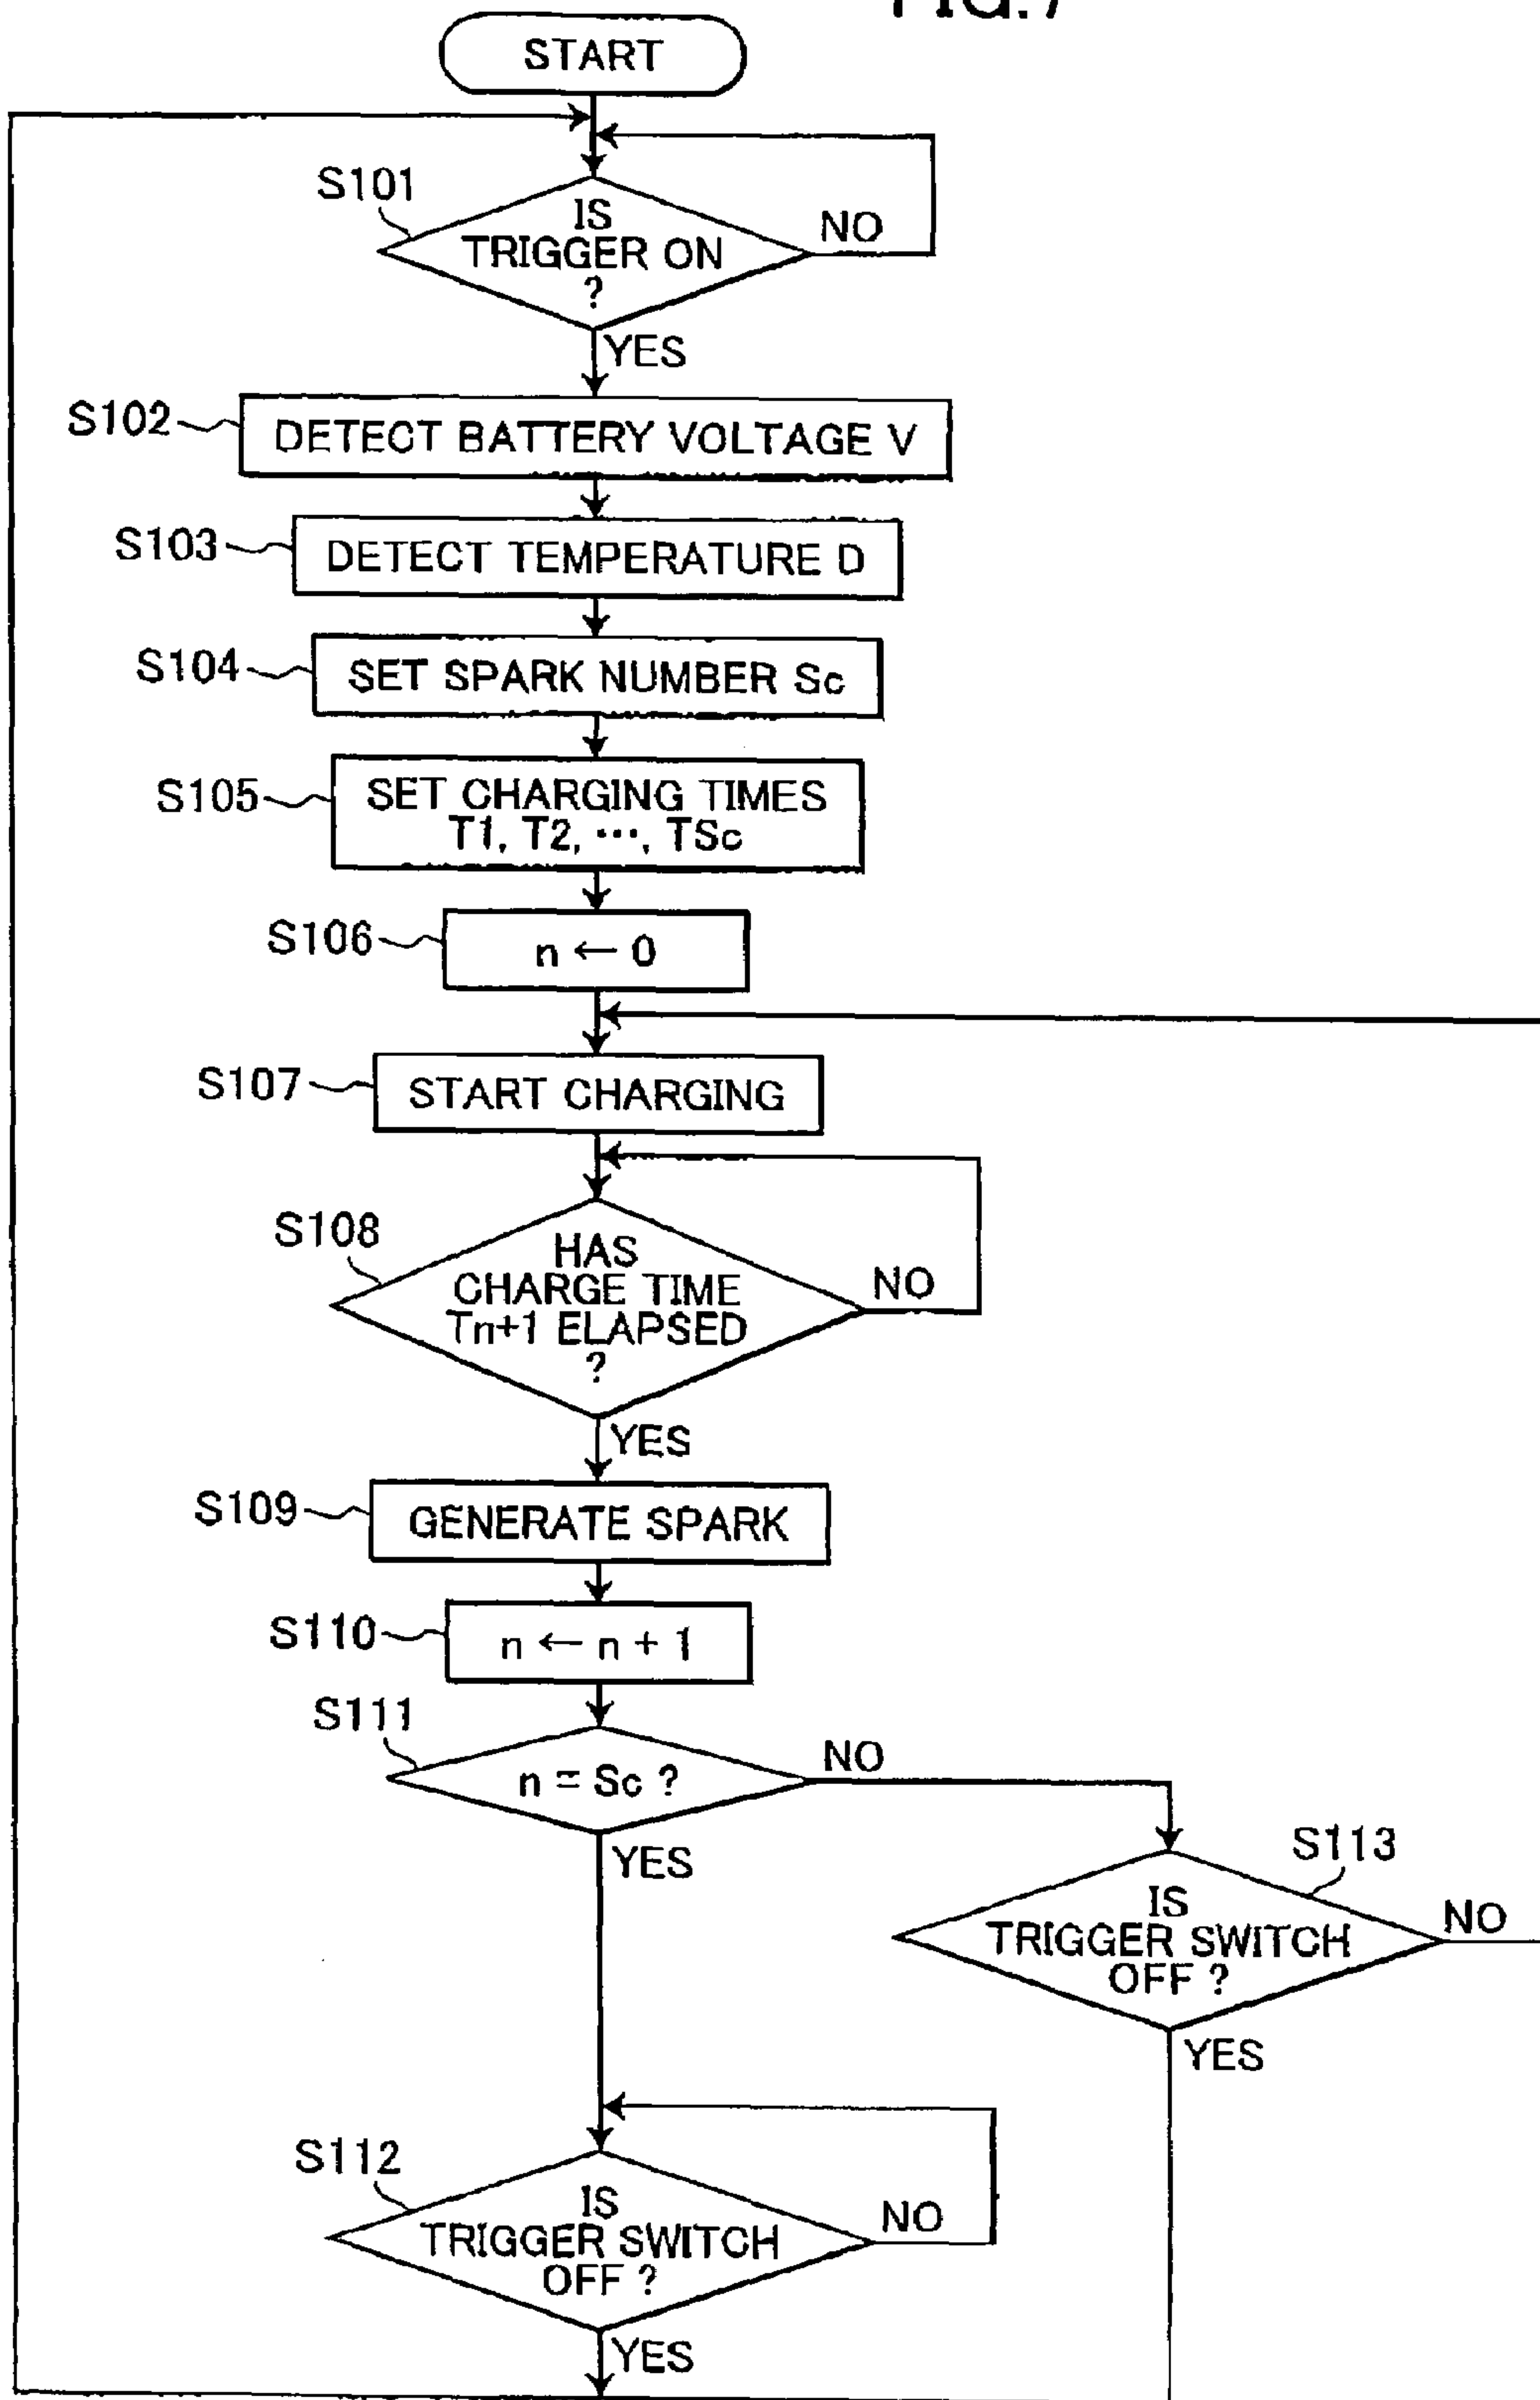 FIG.7
START
S101
IS
TRIGGER ON
?
NO
YES
S102
DETECT BATTERY VOLTAGE V
S103
DETECT TEMPERATURE D
S104
SET SPARK NUMBER Sc
S105
SET CHARGING TIMES
T1, T2, ···, TSc
S106
n ← 0
S107
START CHARGING
S108
HAS
CHARGE TIME
Tn+1 ELAPSED
?
NO
YES
S109
GENERATE SPARK
S110
n ← n + 1
S111
n = Sc ?
NO
YES
S113
IS
TRIGGER SWITCH
OFF ?
NO
YES
S112
IS
TRIGGER SWITCH
OFF ?
NO
YES